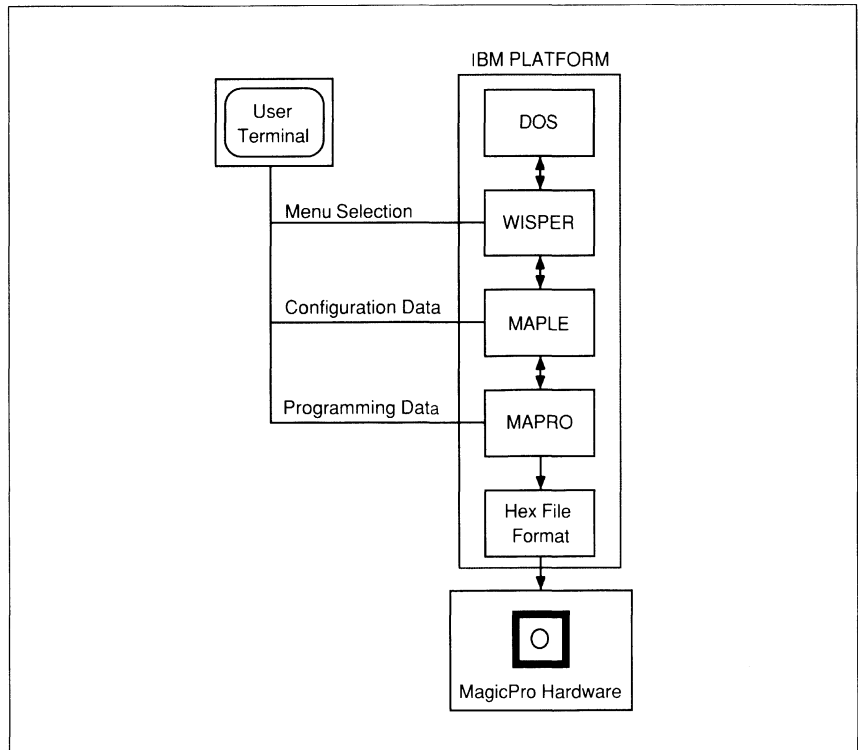 IBM PLATFORM
User
Terminal
DOS
Menu Selection
WISPER
Configuration Data
MAPLE
Programming Data
MAPRO
Hex File
Format
O
MagicPro Hardware